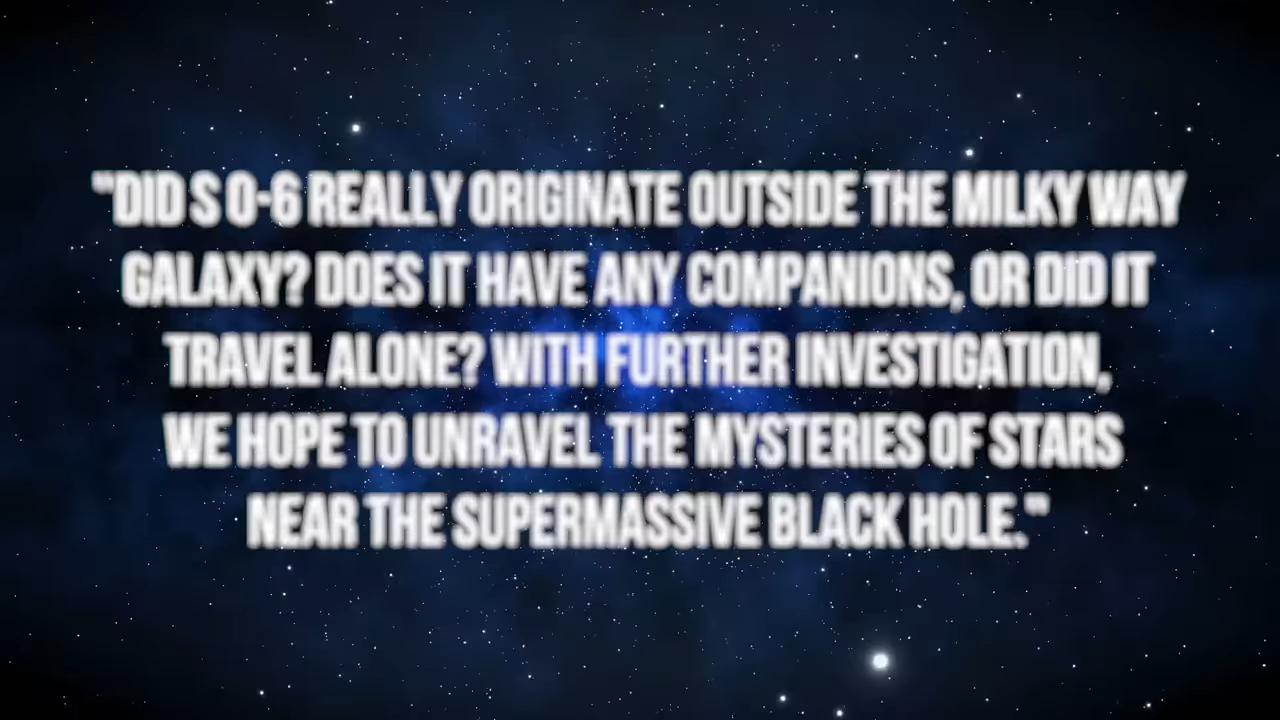 "DID S 0-6 REALLY ORIGINATE OUTSIDE THE MILKY WAY
GALAXY? DOES IT HAVE ANY COMPANIONS, OR DID IT
TRAVEL ALONE? WITH FURTHER INVESTIGATION,
WE HOPE TO UNRAVEL THE MYSTERIES OF STARS
NEAR THE SUPERMASSIVE BLACK HOLE."